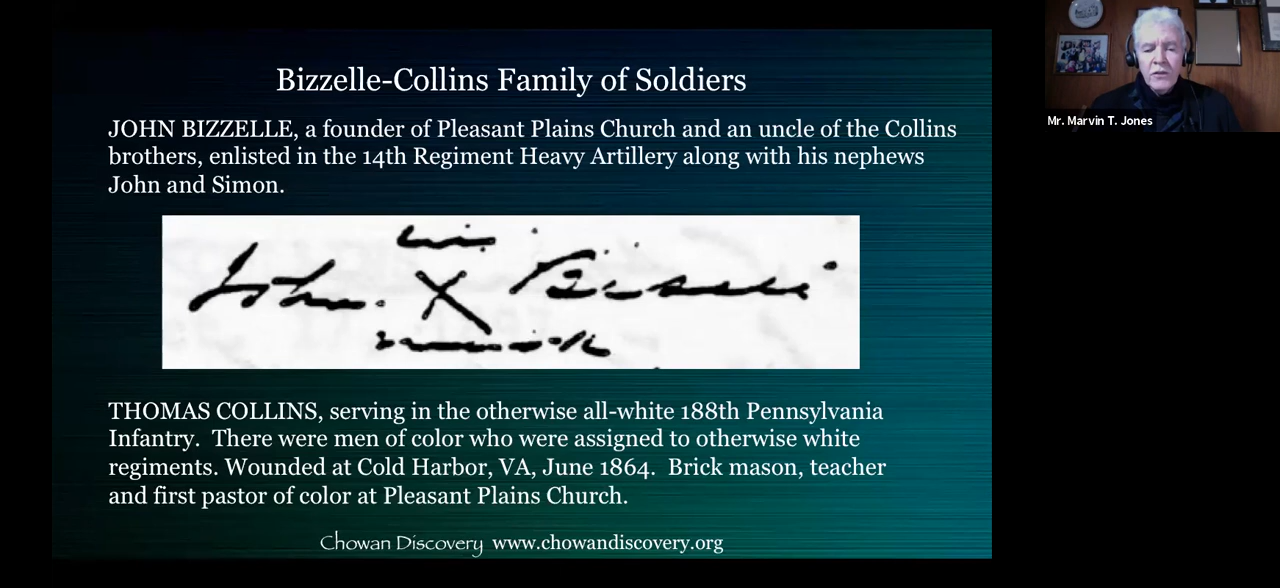 Bizzelle-Collins Family of Soldiers
JOHN BIZZELLE, a founder of Pleasant Plains Church and an uncle of the Collins
brothers, enlisted in the 14th Regiment Heavy Artillery along with his nephews
John and Simon.
his
John X Bizzell
mark
THOMAS COLLINS, serving in the otherwise all-white 188th Pennsylvania
Infantry. There were men of color who were assigned to otherwise white
regiments. Wounded at Cold Harbor, VA, June 1864. Brick mason, teacher
and first pastor of color at Pleasant Plains Church.
Chowan Discovery www.chowandiscovery.org
Mr. Marvin T. Jones